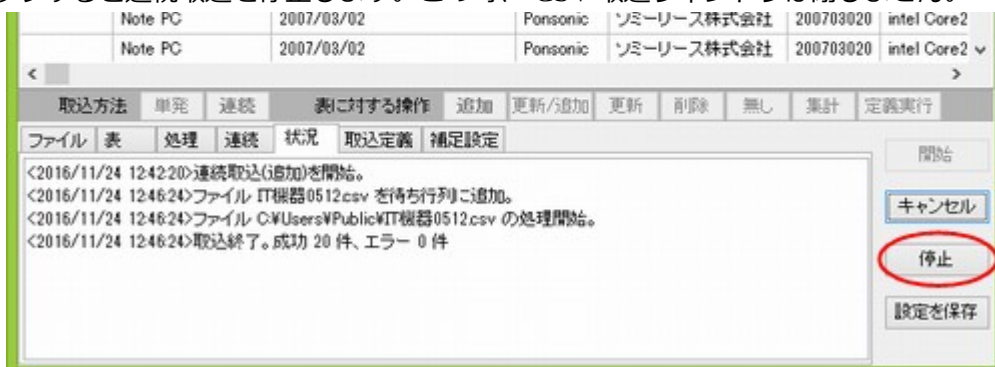 Note PC 2007/03/02 Ponsonic ソミーリース株式会社 200703020 intel Core2
Note PC 2007/03/02 Ponsonic ソミーリース株式会社 200703020 intel Core2
取込方法 単発 連続 表に対する操作 追加 更新/追加 更新 削除 無し 集計 定義実行
ファイル 表 処理 連続 状況 取込定義 補足設定
開始
<2016/11/24 12:42:20>連続取込(追加)を開始。
<2016/11/24 12:46:24>ファイル IT機器0512.csv を待ち行列に追加。
<2016/11/24 12:46:24>ファイル C:¥Users¥Public¥IT機器0512.csv の処理開始。
<2016/11/24 12:46:24>取込終了。成功 20 件、エラー 0 件
キャンセル
停止
設定を保存